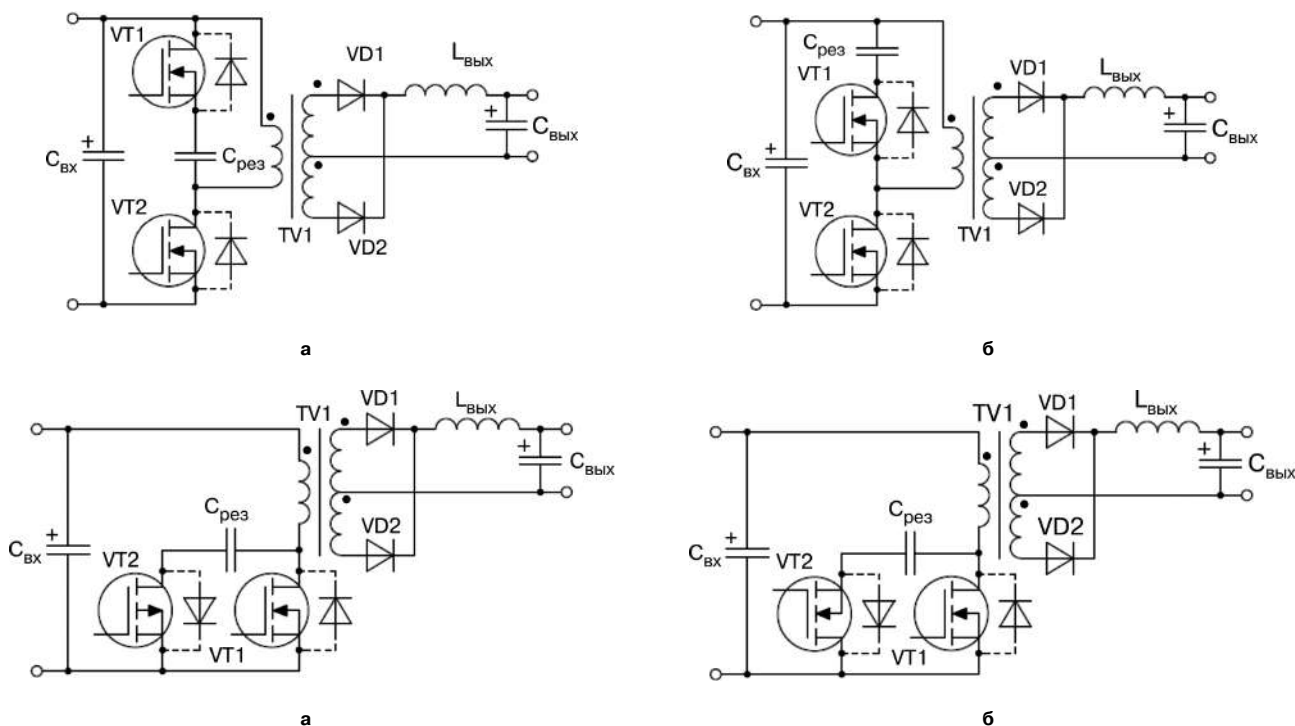 VT1
VD1
Lвых
Cвх
+
Cрез
+
Cвых
VT2
TV1
VD2
а
Cрез
VT1
VD1
Lвых
Cвх
+
+
Cвых
VT2
VD2
TV1
б
TV1
VD1
Lвых
+
Cвых
Cрез
Cвх
+
VT2
VD2
VT1
а
TV1
VD1
Lвых
+
Cвых
Cрез
Cвх
+
VT2
VD2
VT1
б